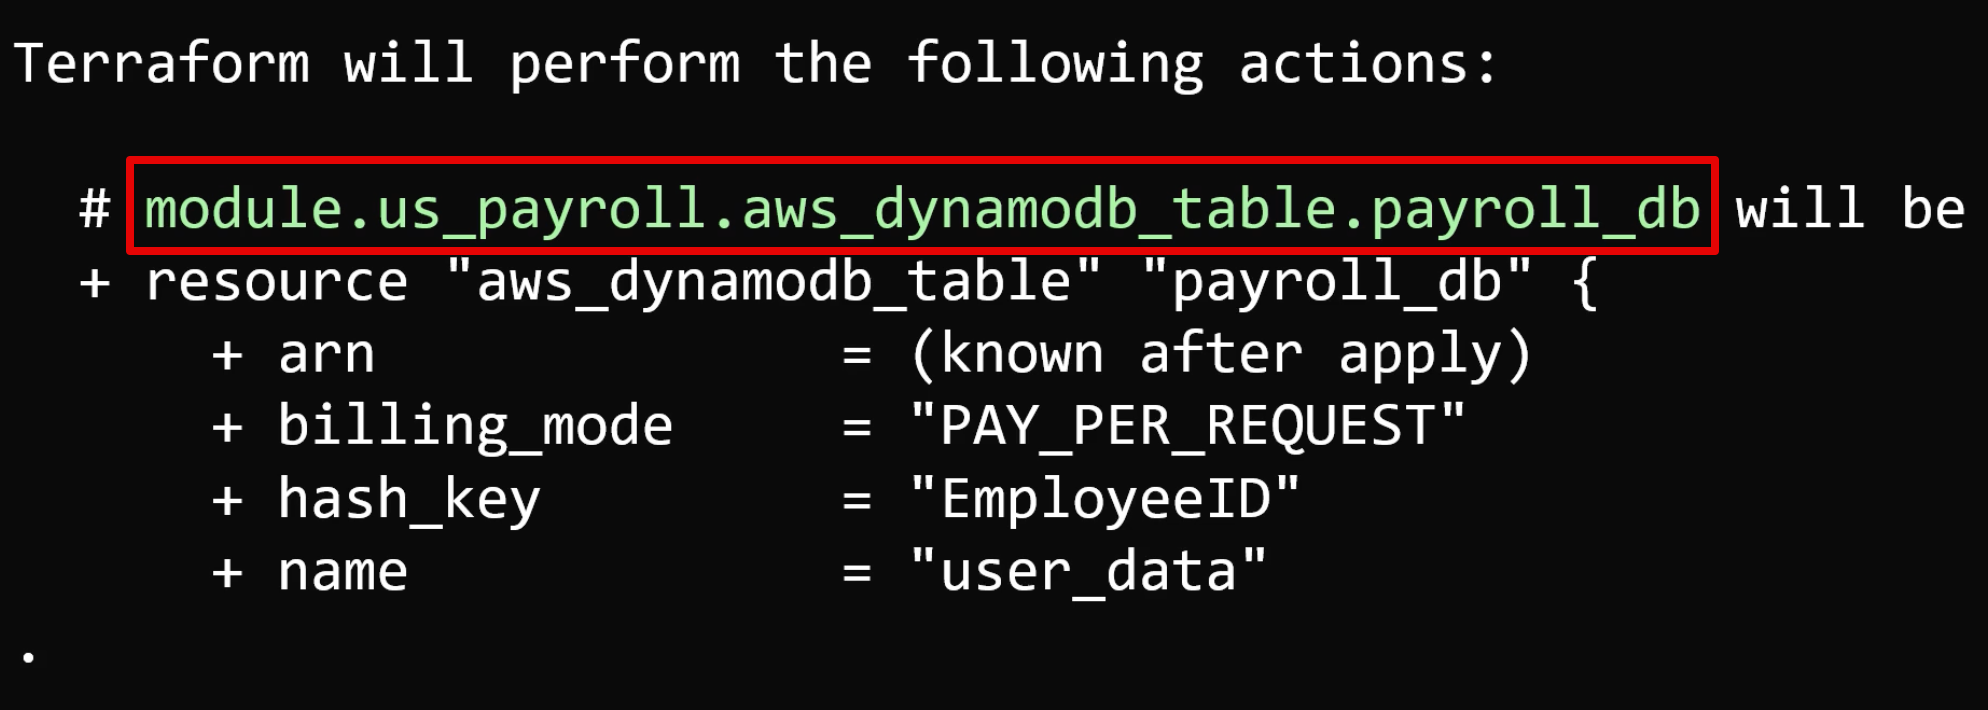 Terraform will perform the following actions:
# module.us_payroll.aws_dynamodb_table.payroll_db will be
+ resource "aws_dynamodb_table" "payroll_db" {
+ arn = (known after apply)
+ billing_mode = "PAY_PER_REQUEST"
+ hash_key = "EmployeeID"
+ name = "user_data"
.